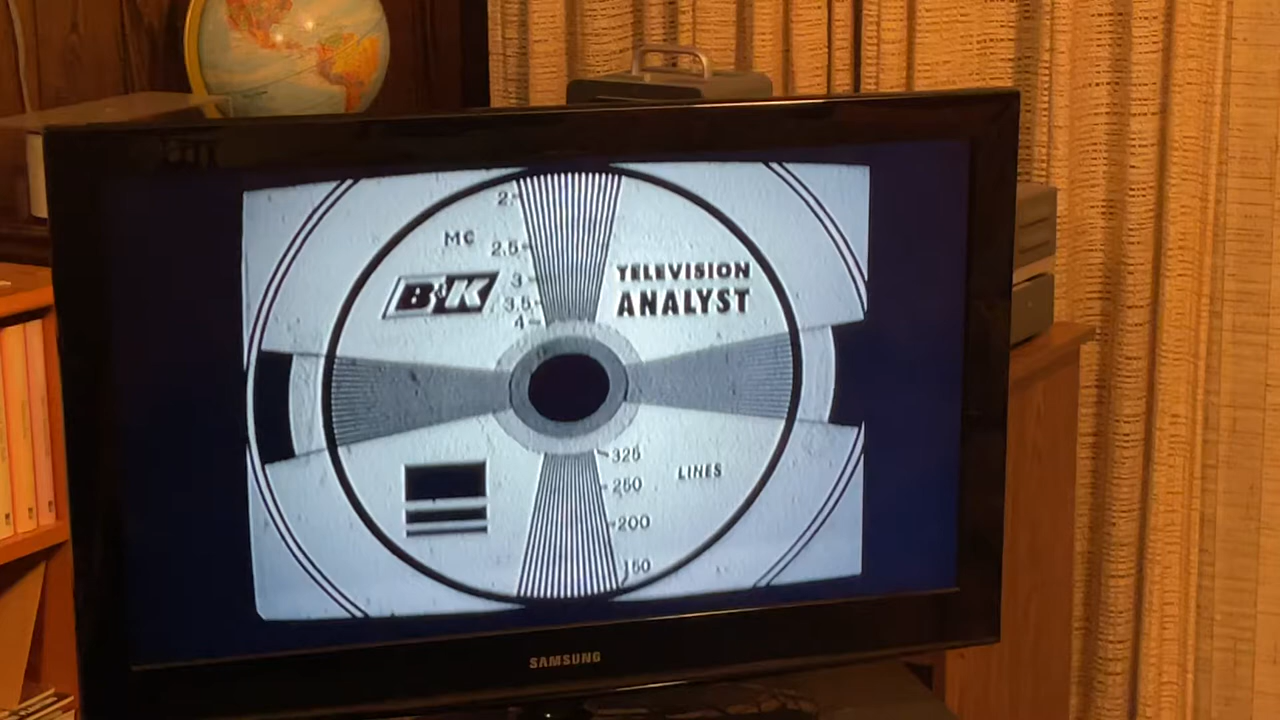 2
MC
2.5
B&K
3
3.5
4
TELEVISION
ANALYST
325
250
200
150
LINES
SAMSUNG